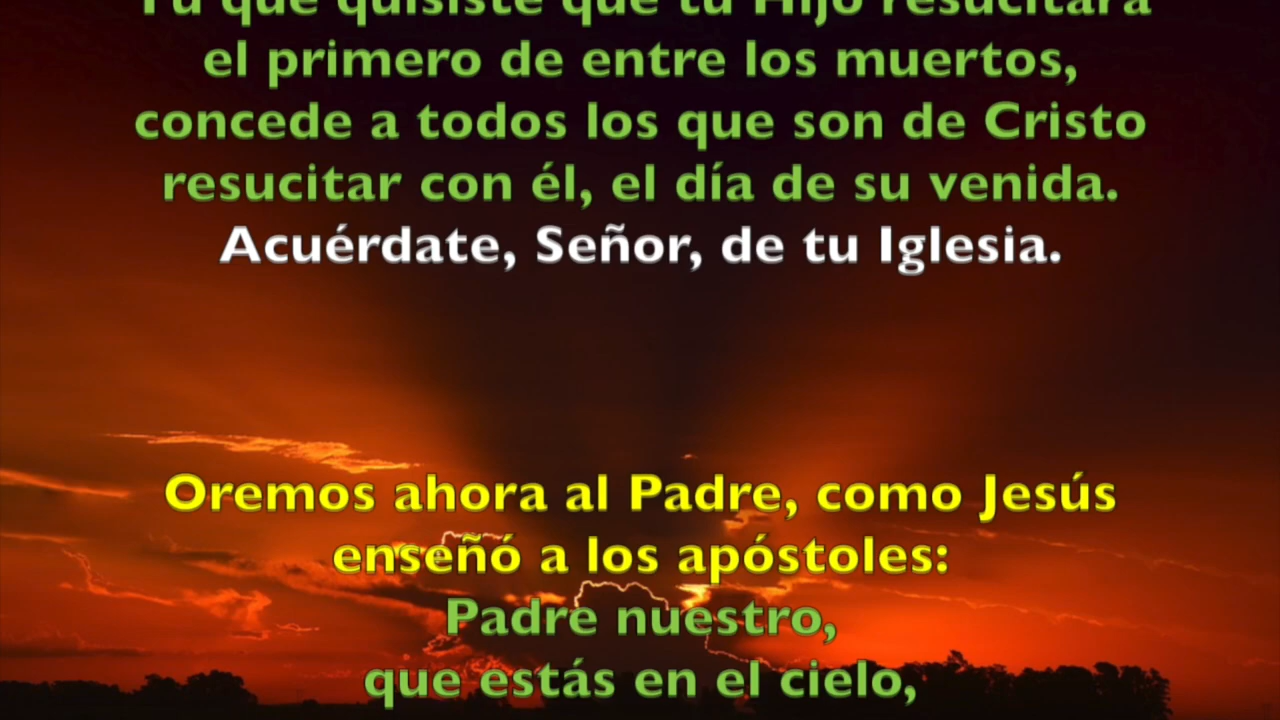 Tú que quisiste que tu Hijo resucitara
el primero de entre los muertos,
concede a todos los que son de Cristo
resucitar con él, el día de su venida.
Acuérdate, Señor, de tu Iglesia.
Oremos ahora al Padre, como Jesús
enseñó a los apóstoles:
Padre nuestro,
que estás en el cielo,